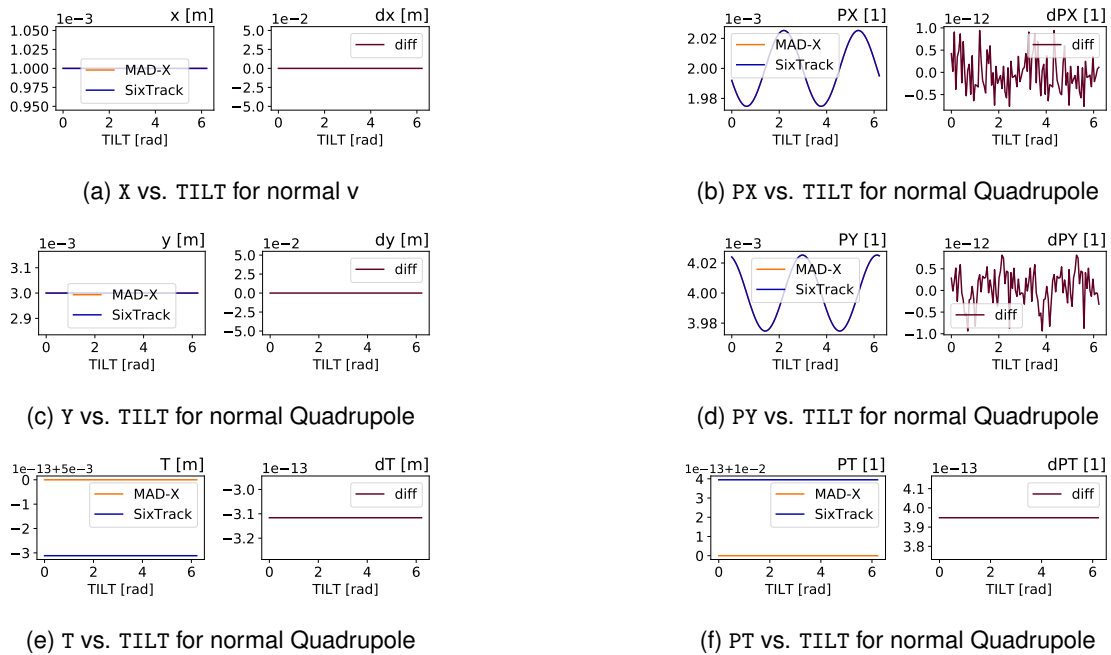 1e−3 x [m]
1.050
1.025
1.000
0.975
0.950
MAD-X
SixTrack
0 2 4 6
TILT [rad]
1e−2 dx [m]
5.0
2.5
0.0
−2.5
−5.0
diff
0 2 4 6
TILT [rad]
(a) X vs. TILT for normal v
1e−3 PX [1]
2.02
2.00
1.98
MAD-X
SixTrack
0 2 4 6
TILT [rad]
1e−12 dPX [1]
0.5
0.0
−0.5
diff
0 2 4 6
TILT [rad]
(b) PX vs. TILT for normal Quadrupole
1e−3 y [m]
3.1
3.0
2.9
MAD-X
SixTrack
0 2 4 6
TILT [rad]
1e−2 dy [m]
5.0
2.5
0.0
−2.5
−5.0
diff
0 2 4 6
TILT [rad]
(c) Y vs. TILT for normal Quadrupole
1e−3 PY [1]
4.02
4.00
3.98
MAD-X
SixTrack
0 2 4 6
TILT [rad]
1e−12 dPY [1]
0.5
0.0
−0.5
−1.0
diff
0 2 4 6
TILT [rad]
(d) PY vs. TILT for normal Quadrupole
1e−13+5e−3 T [m]
0
−1
−2
−3
MAD-X
SixTrack
0 2 4 6
TILT [rad]
1e−13 dT [m]
−3.0
−3.1
−3.2
diff
0 2 4 6
TILT [rad]
(e) T vs. TILT for normal Quadrupole
1e−13+1e−2 PT [1]
4
3
2
1
0
MAD-X
SixTrack
0 2 4 6
TILT [rad]
1e−13 dPT [1]
4.1
4.0
3.9
3.8
diff
0 2 4 6
TILT [rad]
(f) PT vs. TILT for normal Quadrupole